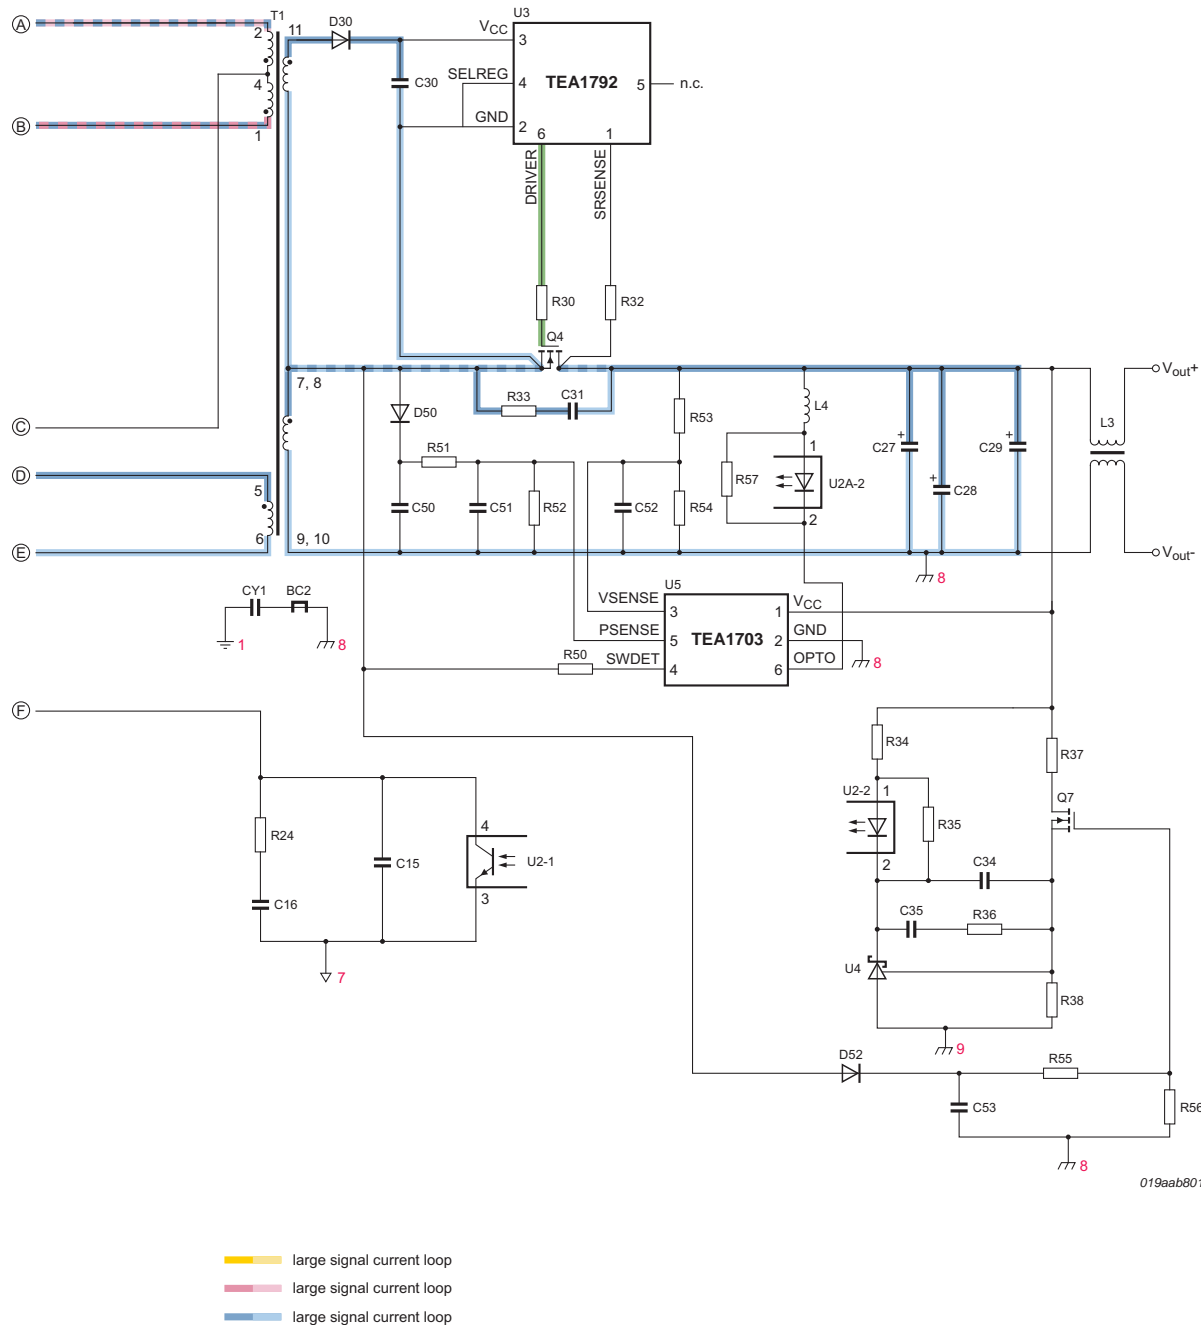 A
T1
2
4
B
1
11
D30
C30
U3
VCC
3
SELREG
4
TEA1792
5
n.c.
GND
2
6
1
DRIVER
SRSENSE
R30
R32
Q4
7, 8
R33
C31
Vout+
D50
R53
L4
C
R51
1
C27
+
C29
+
L3
D
5
R57
U2A-2
C28
+
C50
C51
R52
C52
R54
2
E
6
9, 10
8
Vout-
CY1
BC2
1
8
U5
VSENSE
3
1
VCC
PSENSE
5
TEA1703
2
GND
8
R50
SWDET
4
6
OPTO
F
R34
R37
U2-2
1
Q7
R24
4
R35
C15
U2-1
2
C34
C16
3
C35
R36
7
U4
R38
9
D52
R55
C53
R56
8
019aab801
large signal current loop
large signal current loop
large signal current loop